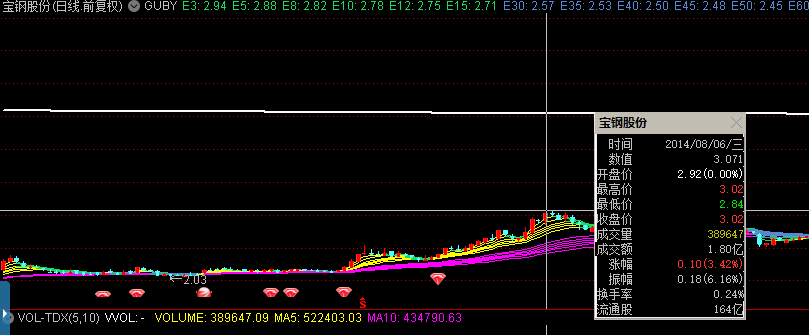 宝钢股份(日线.前复权) GUBY E3: 2.94 E5: 2.88 E8: 2.82 E10: 2.78 E12: 2.75 E15: 2.71 E30: 2.57 E35: 2.53 E40: 2.50 E45: 2.48 E50: 2.45 E60
宝钢股份
时间 2014/08/06/三
数值 3.071
开盘价 2.92(0.00%)
最高价 3.02
最低价 2.84
收盘价 3.02
成交量 389647
成交额 1.80亿
涨幅 0.10(3.42%)
振幅 0.18(6.16%)
换手率 0.24%
流通股 164亿
2.03
S
VOL-TDX(5,10) VVOL: - VOLUME: 389647.09 MA5: 522403.03 MA10: 434790.63